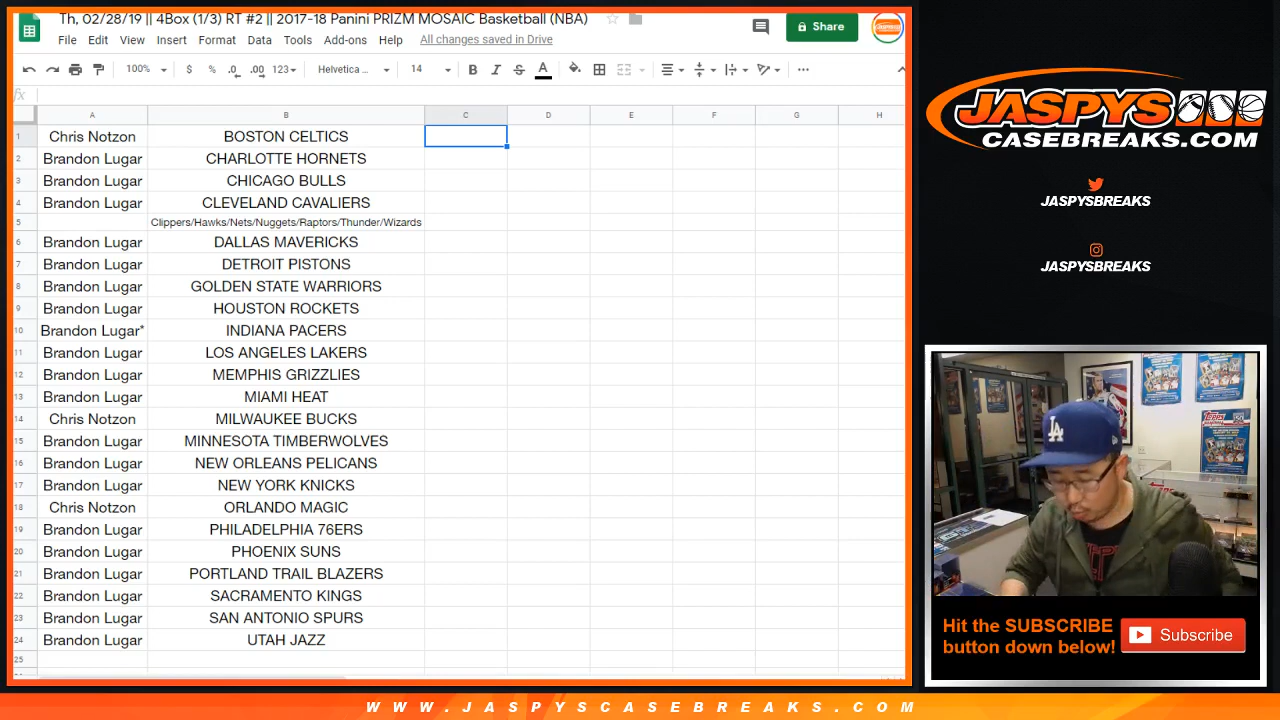 Th, 02/28/19 || 4Box (1/3) RT #2 || 2017-18 Panini PRIZM MOSAIC Basketball (NBA)
File Edit View Insert Format Data Tools Add-ons Help All changes saved in Drive
Share
100% $ % .0 .00 123 Helvetica ... 14 B I S A
fx
A B C D E F G H
1 Chris Notzon BOSTON CELTICS
2 Brandon Lugar CHARLOTTE HORNETS
3 Brandon Lugar CHICAGO BULLS
4 Brandon Lugar CLEVELAND CAVALIERS
5 Clippers/Hawks/Nets/Nuggets/Raptors/Thunder/Wizards
6 Brandon Lugar DALLAS MAVERICKS
7 Brandon Lugar DETROIT PISTONS
8 Brandon Lugar GOLDEN STATE WARRIORS
9 Brandon Lugar HOUSTON ROCKETS
10 Brandon Lugar* INDIANA PACERS
11 Brandon Lugar LOS ANGELES LAKERS
12 Brandon Lugar MEMPHIS GRIZZLIES
13 Brandon Lugar MIAMI HEAT
14 Chris Notzon MILWAUKEE BUCKS
15 Brandon Lugar MINNESOTA TIMBERWOLVES
16 Brandon Lugar NEW ORLEANS PELICANS
17 Brandon Lugar NEW YORK KNICKS
18 Chris Notzon ORLANDO MAGIC
19 Brandon Lugar PHILADELPHIA 76ERS
20 Brandon Lugar PHOENIX SUNS
21 Brandon Lugar PORTLAND TRAIL BLAZERS
22 Brandon Lugar SACRAMENTO KINGS
23 Brandon Lugar SAN ANTONIO SPURS
24 Brandon Lugar UTAH JAZZ
25
JASPYS
CASEBREAKS.COM
JASPYSBREAKS
JASPYSBREAKS
LA
Topps
Hit the SUBSCRIBE
button down below!
Subscribe
WWW.JASPYSCASEBREAKS.COM